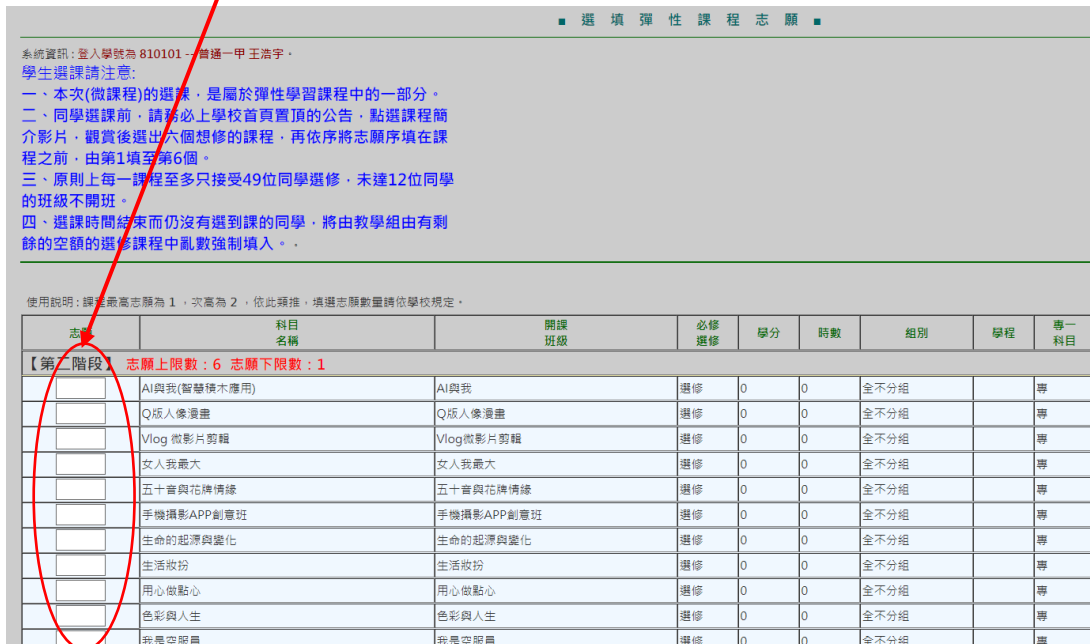 ■ 選 填 彈 性 課 程 志 願 ■
系統資訊：登入學號為 810101 -- 普通一甲 王浩宇。
學生選課請注意:
一、本次(微課程)的選課，是屬於彈性學習課程中的一部分。
二、同學選課前，請務必上學校首頁置頂的公告，點選課程簡
介影片，觀賞後選出六個想修的課程，再依序將志願序填在課
程之前，由第1填至第6個。
三、原則上每一課程至多只接受49位同學選修，未達12位同學
的班級不開班。
四、選課時間結束而仍沒有選到課的同學，將由教學組由有剩
餘的空額的選修課程中亂數強制填入。。
使用說明：課程最高志願為 1 ，次高為 2 ，依此類推，填選志願數量請依學校規定。
志願 科目名稱 開課班級 必修選修 學分 時數 組別 學程 專一科目
【第二階段】 志願上限數：6 志願下限數：1
AI與我(智慧積木應用) AI與我 選修 0 0 全不分組 專
Q版人像漫畫 Q版人像漫畫 選修 0 0 全不分組 專
Vlog 微影片剪輯 Vlog微影片剪輯 選修 0 0 全不分組 專
女人我最大 女人我最大 選修 0 0 全不分組 專
五十音與花牌情緣 五十音與花牌情緣 選修 0 0 全不分組 專
手機攝影APP創意班 手機攝影APP創意班 選修 0 0 全不分組 專
生命的起源與變化 生命的起源與變化 選修 0 0 全不分組 專
生活妝扮 生活妝扮 選修 0 0 全不分組 專
用心做點心 用心做點心 選修 0 0 全不分組 專
色彩與人生 色彩與人生 選修 0 0 全不分組 專
我是空服員 我是空服員 選修 0 0 全不分組 專